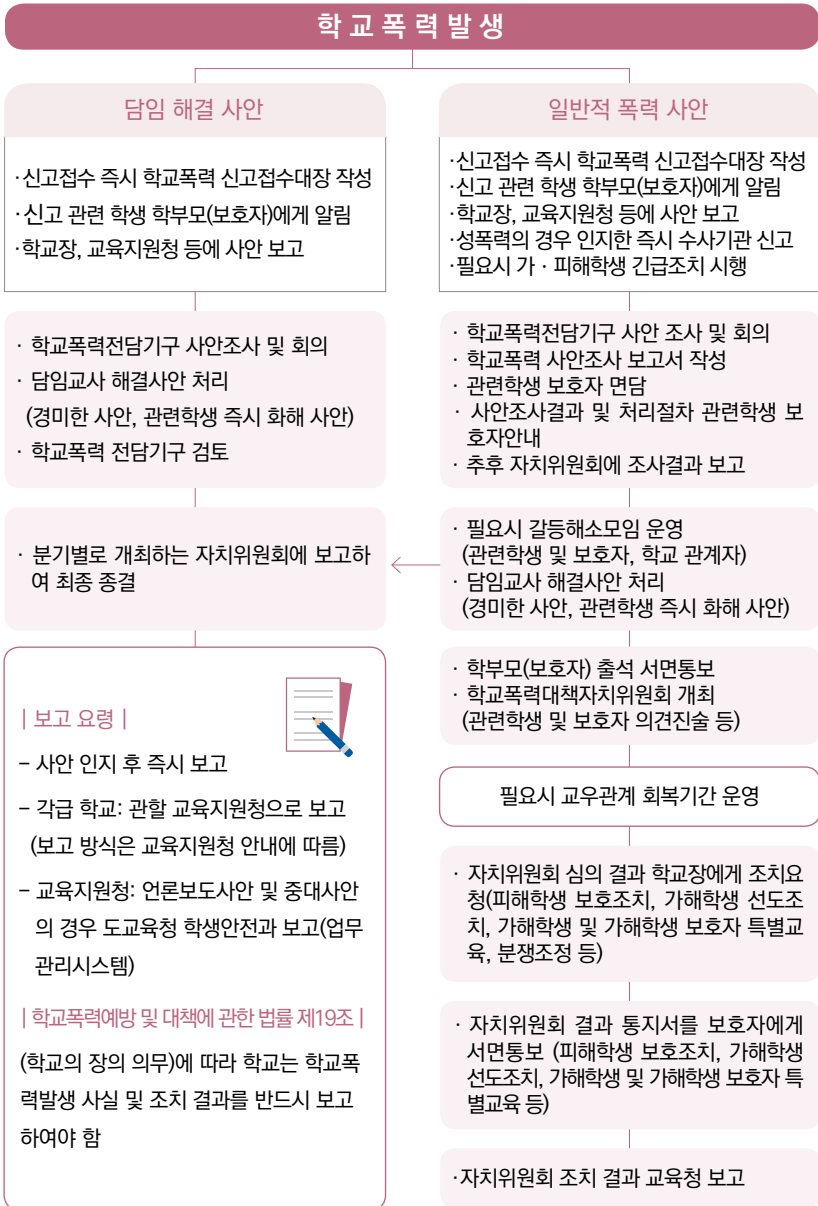 학교폭력발생
담임 해결 사안
·신고접수 즉시 학교폭력 신고접수대장 작성
·신고 관련 학생 학부모(보호자)에게 알림
·학교장, 교육지원청 등에 사안 보고
· 학교폭력전담기구 사안조사 및 회의
· 담임교사 해결사안 처리
(경미한 사안, 관련학생 즉시 화해 사안)
· 학교폭력 전담기구 검토
· 분기별로 개최하는 자치위원회에 보고하
여 최종 종결
| 보고 요령 |
– 사안 인지 후 즉시 보고
– 각급 학교: 관할 교육지원청으로 보고
(보고 방식은 교육지원청 안내에 따름)
– 교육지원청: 언론보도사안 및 중대사안
의 경우 도교육청 학생안전과 보고(업무
관리시스템)
| 학교폭력예방 및 대책에 관한 법률 제19조 |
(학교의 장의 의무)에 따라 학교는 학교폭
력발생 사실 및 조치 결과를 반드시 보고
하여야 함
일반적 폭력 사안
·신고접수 즉시 학교폭력 신고접수대장 작성
·신고 관련 학생 학부모(보호자)에게 알림
·학교장, 교육지원청 등에 사안 보고
·성폭력의 경우 인지한 즉시 수사기관 신고
·필요시 가 · 피해학생 긴급조치 시행
· 학교폭력전담기구 사안 조사 및 회의
· 학교폭력 사안조사 보고서 작성
· 관련학생 보호자 면담
· 사안조사결과 및 처리절차 관련학생 보
호자안내
· 추후 자치위원회에 조사결과 보고
· 필요시 갈등해소모임 운영
(관련학생 및 보호자, 학교 관계자)
· 담임교사 해결사안 처리
(경미한 사안, 관련학생 즉시 화해 사안)
· 학부모(보호자) 출석 서면통보
· 학교폭력대책자치위원회 개최
(관련학생 및 보호자 의견진술 등)
필요시 교우관계 회복기간 운영
· 자치위원회 심의 결과 학교장에게 조치요
청(피해학생 보호조치, 가해학생 선도조
치, 가해학생 및 가해학생 보호자 특별교
육, 분쟁조정 등)
· 자치위원회 결과 통지서를 보호자에게
서면통보 (피해학생 보호조치, 가해학생
선도조치, 가해학생 및 가해학생 보호자 특
별교육 등)
·자치위원회 조치 결과 교육청 보고